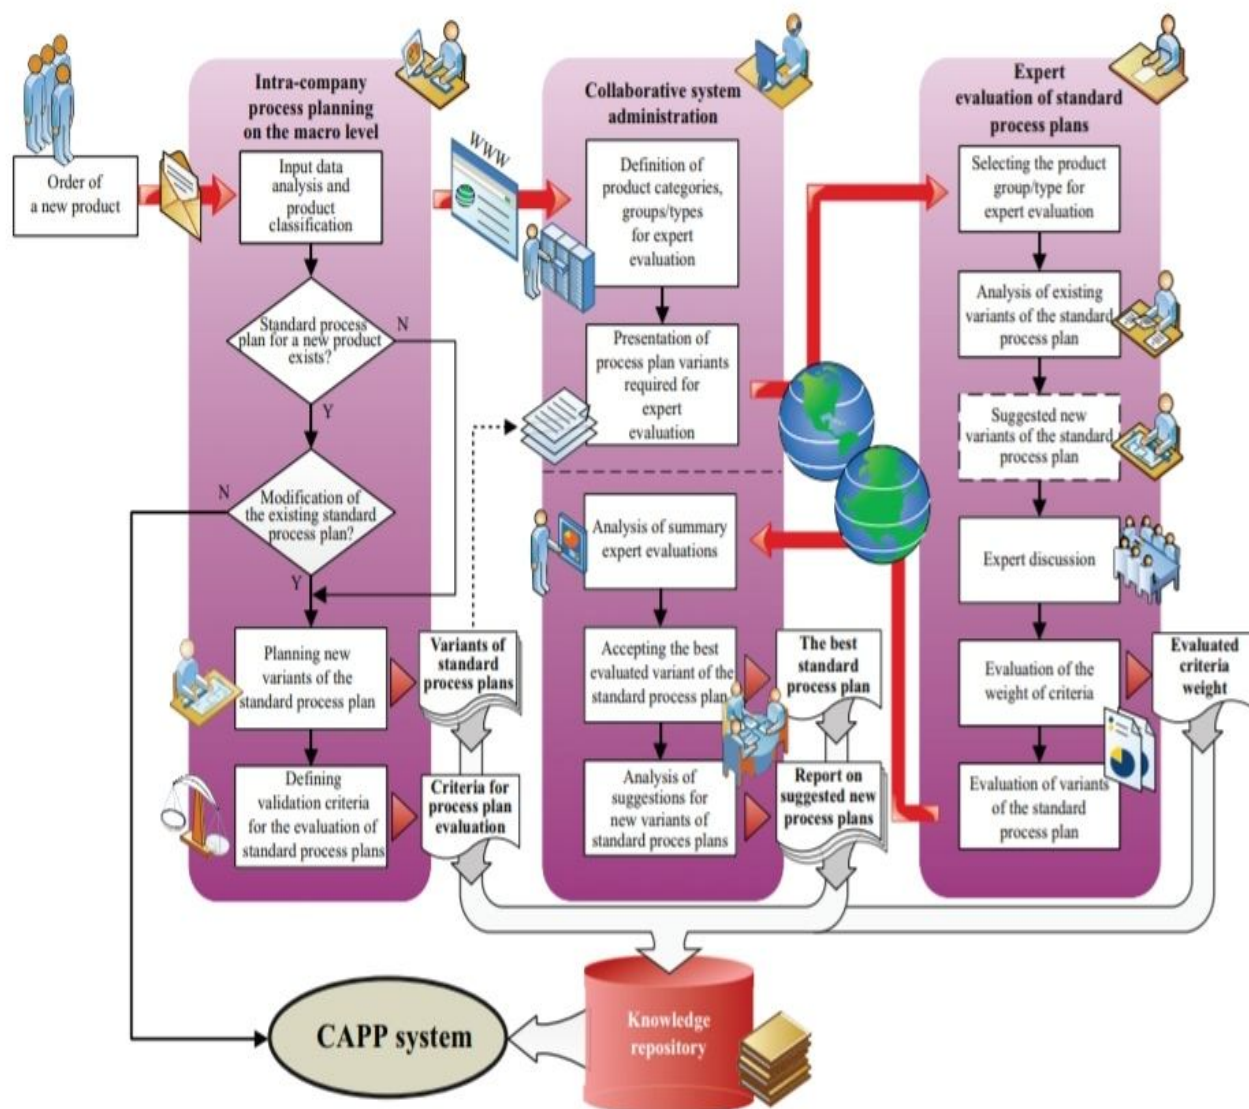 Order of
a new product
Intra-company
process planning
on the macro level
Input data
analysis and
product
classification
Standard process
plan for a new product
exists?
N
Y
N
Modification of
the existing standard
process plan?
Y
Planning new
variants of the
standard process plan
Variants of
standard
process plans
Defining
validation criteria
for the evaluation of
standard process plans
Criteria for
process plan
evaluation
WWW
Collaborative system
administration
Definition of
product categories,
groups/types
for expert
evaluation
Presentation of
process plan variants
required for
expert
evaluation
Analysis of summary
expert evaluations
Accepting the best
evaluated variant of the
standard process plan
The best
standard
process plan
Analysis of
suggestions for
new variants of
standard proces plans
Report on
suggested new
process plans
Expert
evaluation of standard
process plans
Selecting the product
group/type for
expert evaluation
Analysis of existing
variants of the standard
process plan
Suggested new
variants of the standard
process plan
Expert discussion
Evaluation of the
weight of criteria
Evaluated
criteria
weight
Evaluation of variants
of the standard
process plan
CAPP system
Knowledge
repository